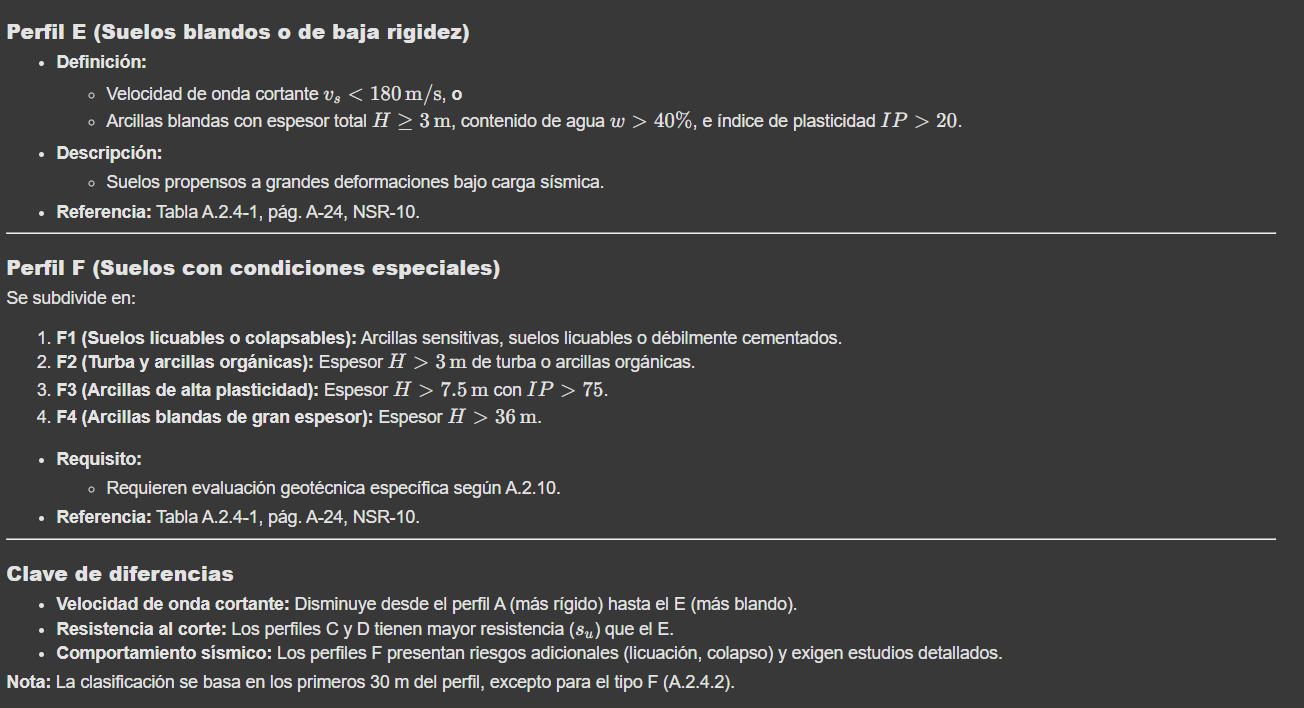 Perfil E (Suelos blandos o de baja rigidez)
• Definición:
◦ Velocidad de onda cortante vₛ < 180 m/s, o
◦ Arcillas blandas con espesor total H ≥ 3 m, contenido de agua w > 40%, e índice de plasticidad IP > 20.
• Descripción:
◦ Suelos propensos a grandes deformaciones bajo carga sísmica.
• Referencia: Tabla A.2.4-1, pág. A-24, NSR-10.
Perfil F (Suelos con condiciones especiales)
Se subdivide en:
1. F1 (Suelos licuables o colapsables): Arcillas sensitivas, suelos licuables o débilmente cementados.
2. F2 (Turba y arcillas orgánicas): Espesor H > 3 m de turba o arcillas orgánicas.
3. F3 (Arcillas de alta plasticidad): Espesor H > 7.5 m con IP > 75.
4. F4 (Arcillas blandas de gran espesor): Espesor H > 36 m.
• Requisito:
◦ Requieren evaluación geotécnica específica según A.2.10.
• Referencia: Tabla A.2.4-1, pág. A-24, NSR-10.
Clave de diferencias
• Velocidad de onda cortante: Disminuye desde el perfil A (más rígido) hasta el E (más blando).
• Resistencia al corte: Los perfiles C y D tienen mayor resistencia (sᵤ) que el E.
• Comportamiento sísmico: Los perfiles F presentan riesgos adicionales (licuación, colapso) y exigen estudios detallados.
Nota: La clasificación se basa en los primeros 30 m del perfil, excepto para el tipo F (A.2.4.2).